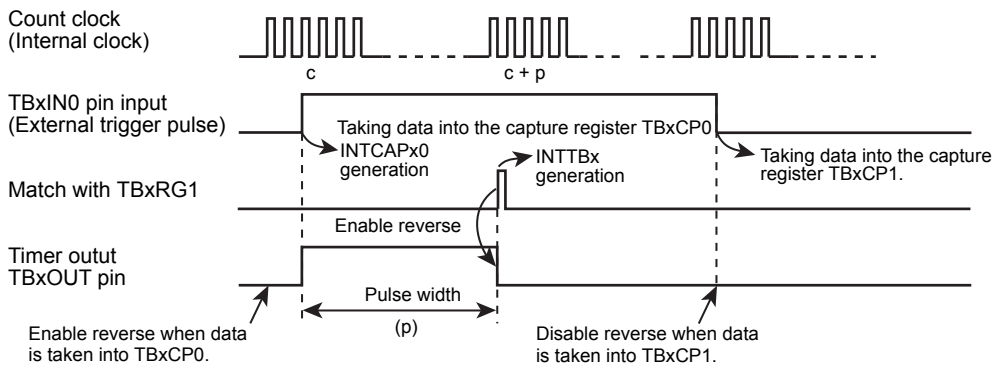 Count clock
(Internal clock)
c
c + p
TBxIN0 pin input
(External trigger pulse)
Taking data into the capture register TBxCP0
INTCAPx0
generation
INTTBx
generation
Taking data into the capture
register TBxCP1.
Match with TBxRG1
Enable reverse
Timer outut
TBxOUT pin
Pulse width
(p)
Enable reverse when data
is taken into TBxCP0.
Disable reverse when data
is taken into TBxCP1.